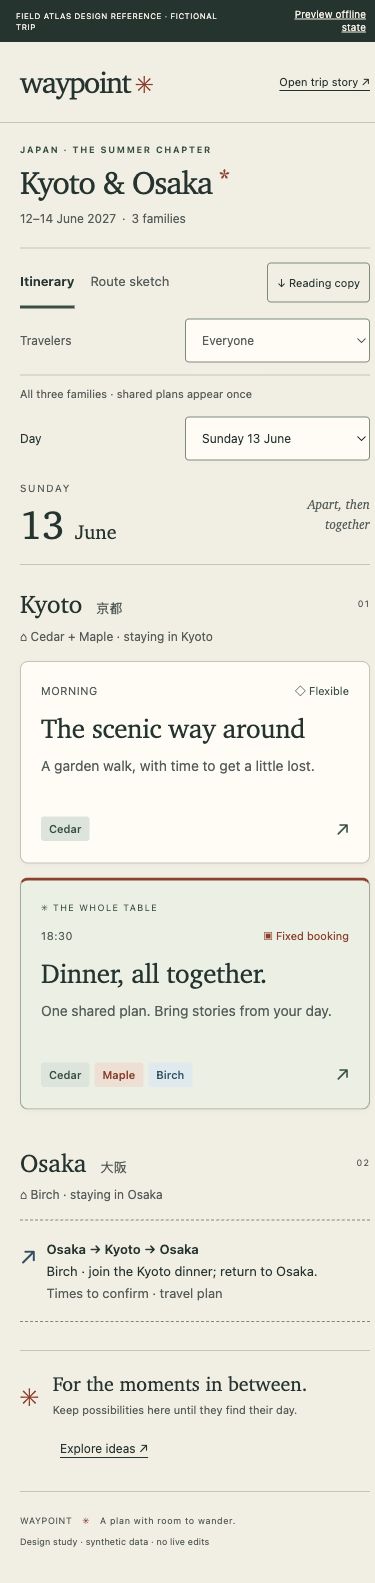 FIELD ATLAS DESIGN REFERENCE · FICTIONAL
TRIP
Preview offline
state
waypoint
Open trip story ↗
JAPAN · THE SUMMER CHAPTER
Kyoto & Osaka *
12–14 June 2027 · 3 families
Itinerary
Route sketch
↓ Reading copy
Travelers
Everyone
All three families · shared plans appear once
Day
Sunday 13 June
SUNDAY
13 June
Apart, then
together
Kyoto 京都
01
⌂ Cedar + Maple · staying in Kyoto
MORNING
◇ Flexible
The scenic way around
A garden walk, with time to get a little lost.
Cedar
↗
✳ THE WHOLE TABLE
18:30
▣ Fixed booking
Dinner, all together.
One shared plan. Bring stories from your day.
Cedar Maple Birch
↗
Osaka 大阪
02
⌂ Birch · staying in Osaka
↗ Osaka → Kyoto → Osaka
Birch · join the Kyoto dinner; return to Osaka.
Times to confirm · travel plan
For the moments in between.
Keep possibilities here until they find their day.
Explore ideas ↗
WAYPOINT ✳ A plan with room to wander.
Design study · synthetic data · no live edits